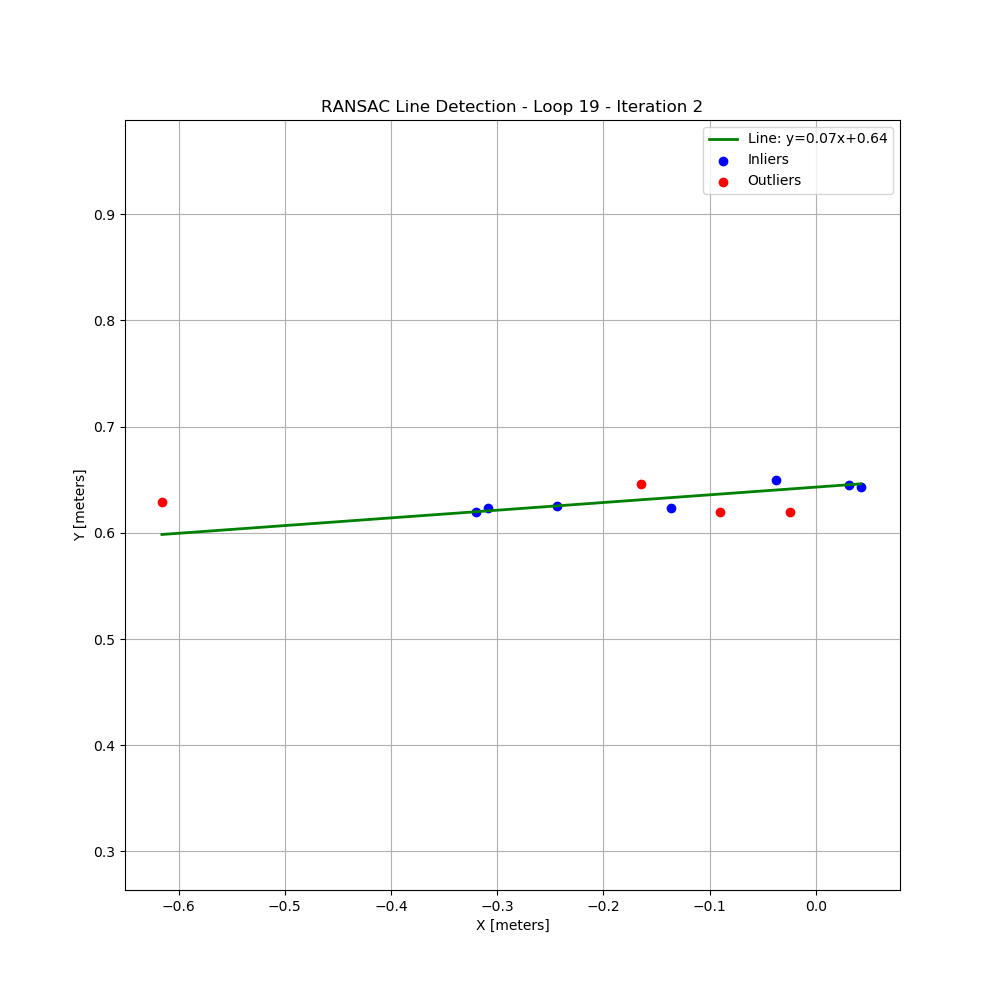 RANSAC Line Detection - Loop 19 - Iteration 2
Line: y=0.07x+0.64
Inliers
Outliers
0.9
0.8
0.7
0.6
0.5
0.4
0.3
Y [meters]
−0.6 −0.5 −0.4 −0.3 −0.2 −0.1 0.0
X [meters]